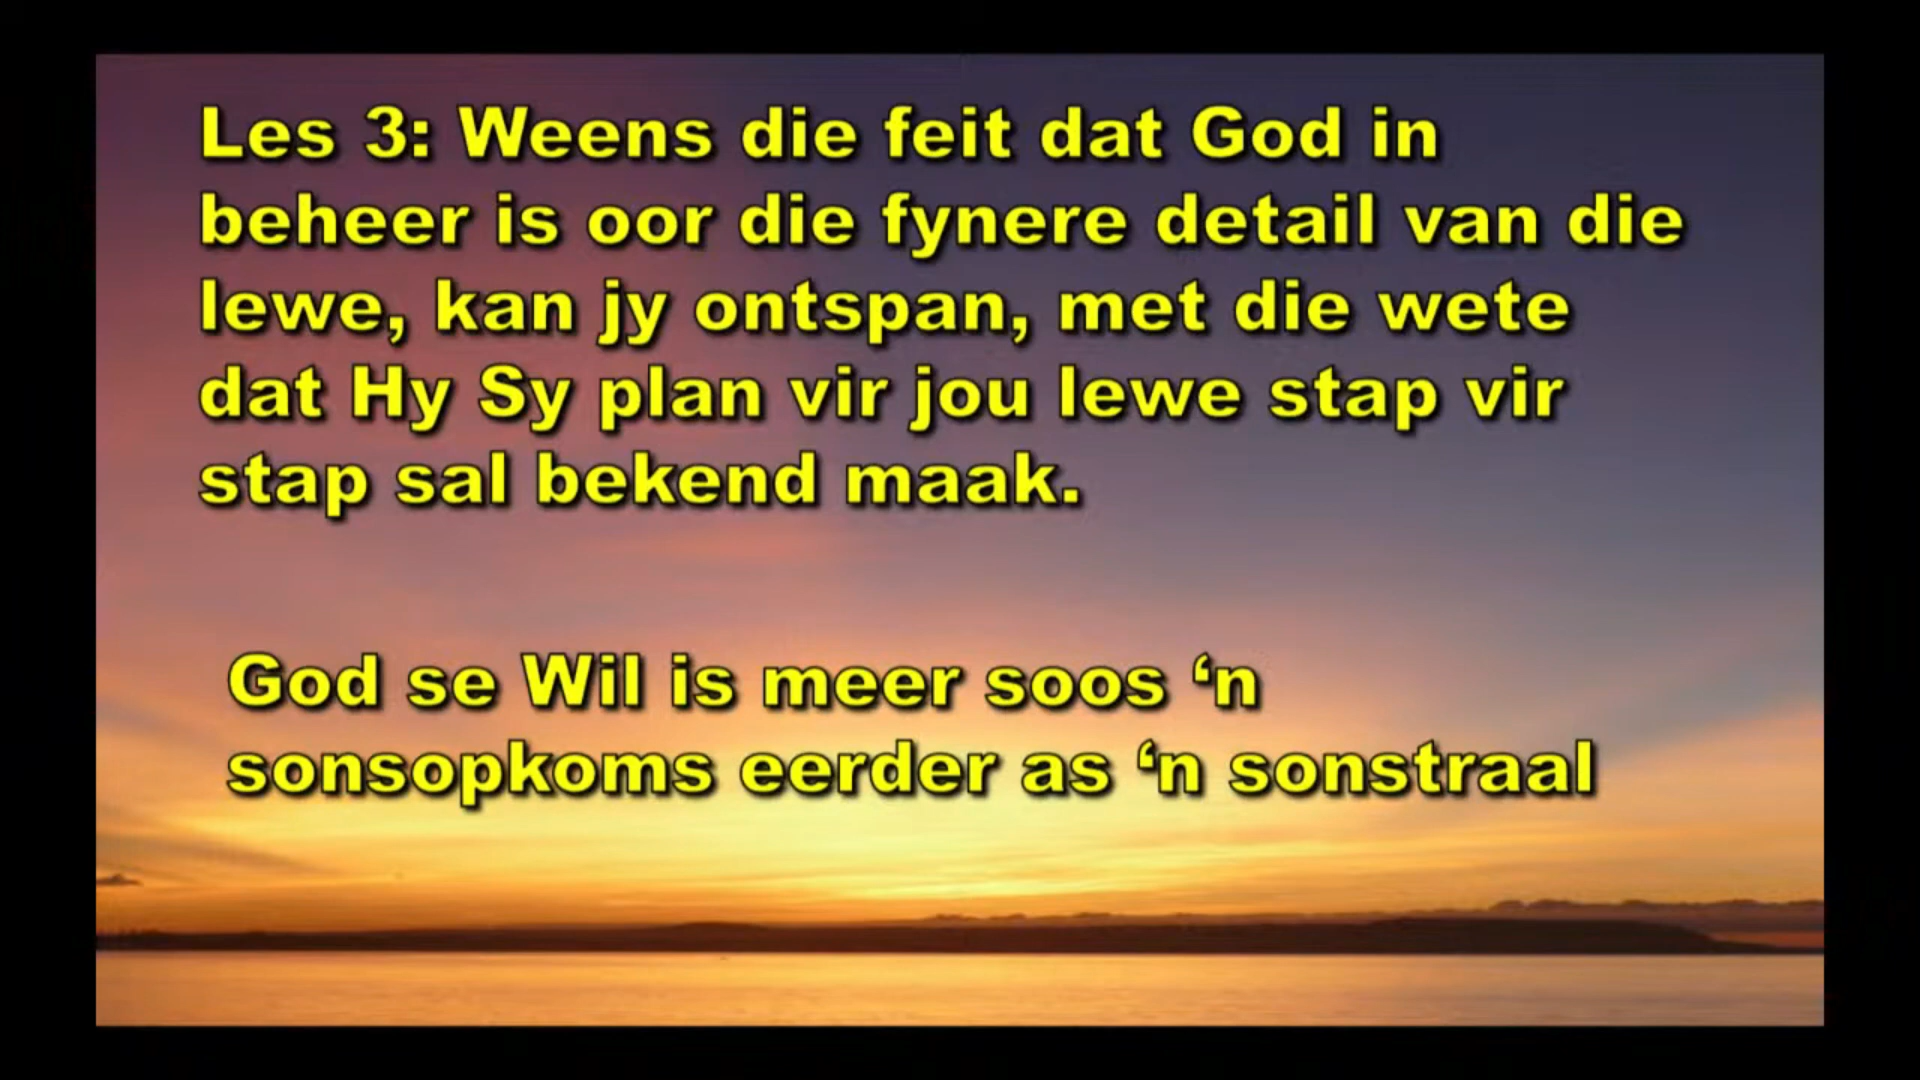 Les 3: Weens die feit dat God in
beheer is oor die fynere detail van die
lewe, kan jy ontspan, met die wete
dat Hy Sy plan vir jou lewe stap vir
stap sal bekend maak.
God se Wil is meer soos ‘n
sonsopkoms eerder as ‘n sonstraal